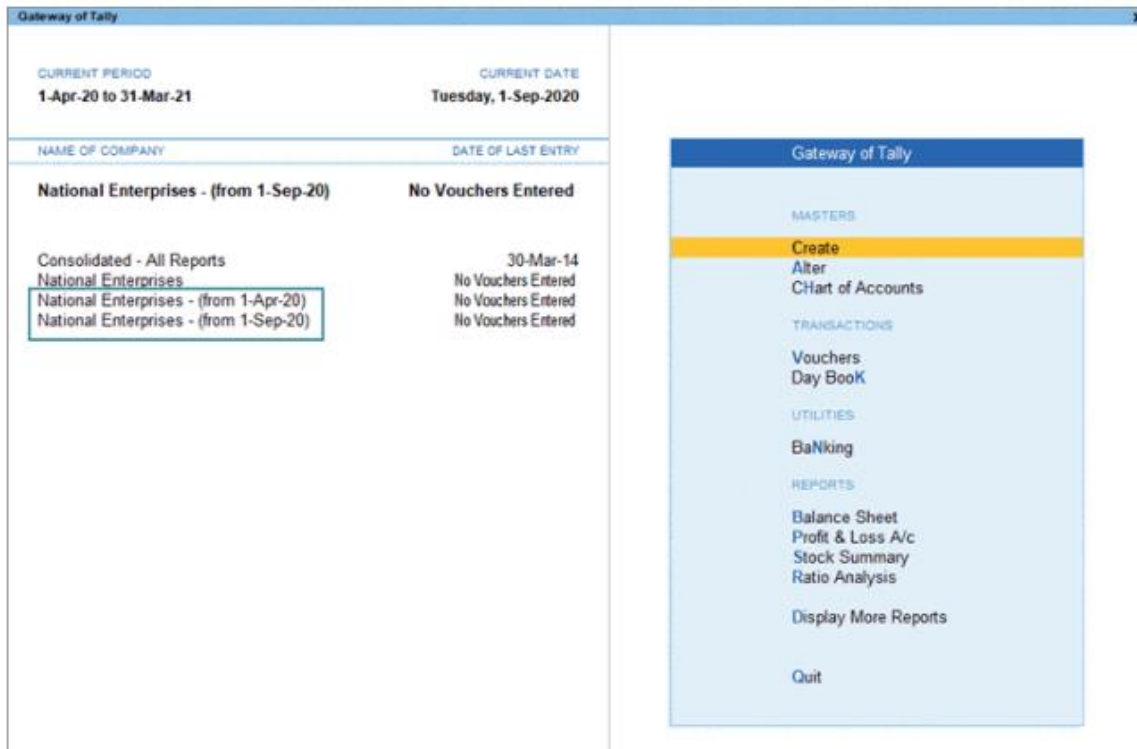 Gateway of Tally
CURRENT PERIOD CURRENT DATE
1-Apr-20 to 31-Mar-21 Tuesday, 1-Sep-2020
NAME OF COMPANY DATE OF LAST ENTRY
National Enterprises - (from 1-Sep-20) No Vouchers Entered
Consolidated - All Reports 30-Mar-14
National Enterprises No Vouchers Entered
National Enterprises - (from 1-Apr-20) No Vouchers Entered
National Enterprises - (from 1-Sep-20) No Vouchers Entered
Gateway of Tally
MASTERS
Create
Alter
CHart of Accounts
TRANSACTIONS
Vouchers
Day BooK
UTILITIES
BaNking
REPORTS
Balance Sheet
Profit & Loss A/c
Stock Summary
Ratio Analysis
Display More Reports
Quit